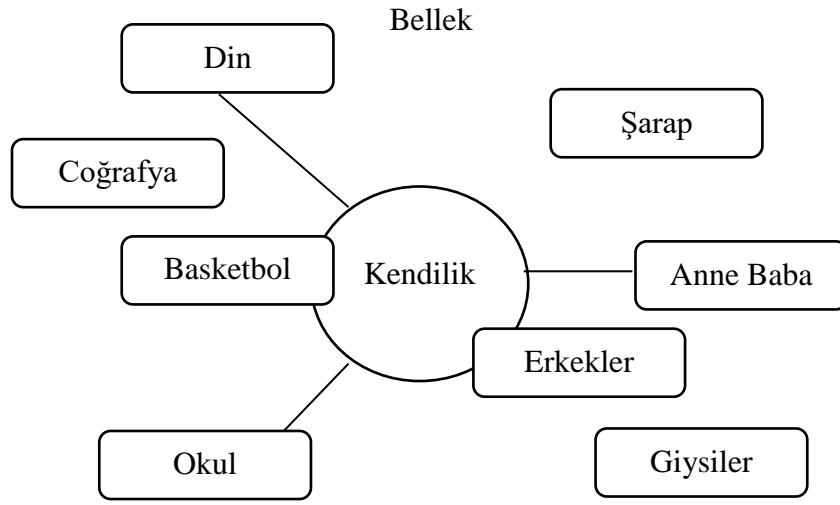 Bellek
Din
Şarap
Coğrafya
Basketbol
Kendilik
Anne Baba
Erkekler
Okul
Giysiler